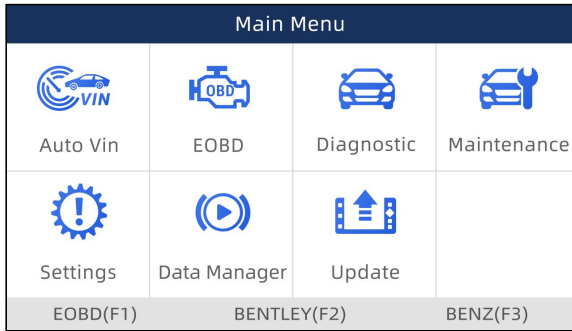 Main Menu
VIN
OBD
Auto Vin
EOBD
Diagnostic
Maintenance
Settings
Data Manager
Update
EOBD(F1)
BENTLEY(F2)
BENZ(F3)